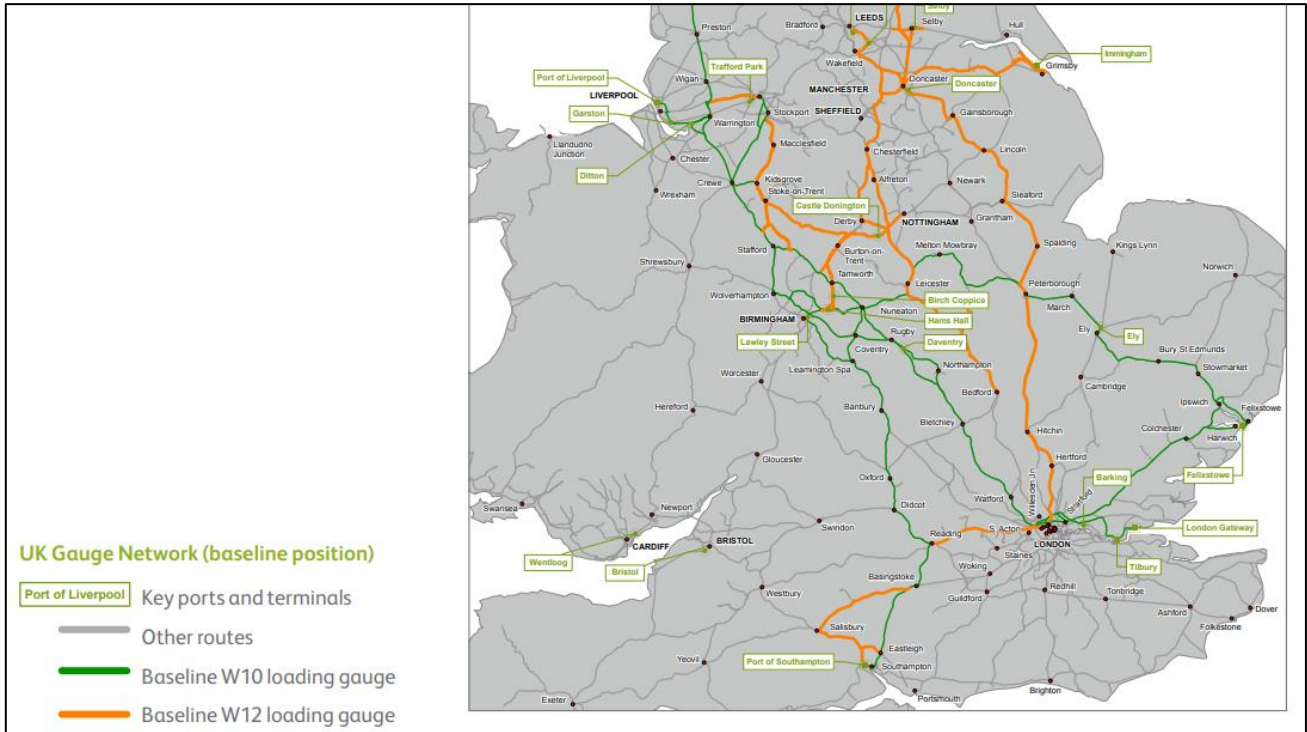 Preston
Bradford
LEEDS
Selby
Selby
Hull
Wakefield
Immingham
Grimsby
Port of Liverpool
Wigan
Trafford Park
MANCHESTER
Doncaster
Doncaster
LIVERPOOL
Garston
Warrington
Stockport
SHEFFIELD
Gainsborough
Llandudno
Junction
Chester
Macclesfield
Chesterfield
Lincoln
Ditton
Crewe
Kidsgrove
Alfreton
Newark
Wrexham
Stoke-on-Trent
Sleaford
Castle Donington
Derby
NOTTINGHAM
Grantham
Stafford
Burton-on-
Trent
Melton Mowbray
Spalding
Kings Lynn
Shrewsbury
Tamworth
Leicester
Peterborough
Norwich
Wolverhampton
Birch Coppice
March
BIRMINGHAM
Nuneaton
Hams Hall
Rugby
Ely
Ely
Lawley Street
Coventry
Daventry
Bury St Edmunds
Leamington Spa
Northampton
Stowmarket
Worcester
Bedford
Cambridge
Hereford
Banbury
Ipswich
Felixstowe
Bletchley
Hitchin
Colchester
Harwich
Gloucester
Hertford
Oxford
Barking
Felixstowe
Swansea
Newport
Didcot
Watford
Willesden Jn
Stratford
Swindon
Reading
S. Acton
London Gateway
CARDIFF
BRISTOL
LONDON
Wentloog
Bristol
Staines
Tilbury
Basingstoke
Woking
Westbury
Guildford
Redhill
Tonbridge
Ashford
Dover
Folkestone
Salisbury
Yeovil
Eastleigh
Port of Southampton
Southampton
Exeter
Portsmouth
Brighton
UK Gauge Network (baseline position)
Port of Liverpool Key ports and terminals
Other routes
Baseline W10 loading gauge
Baseline W12 loading gauge